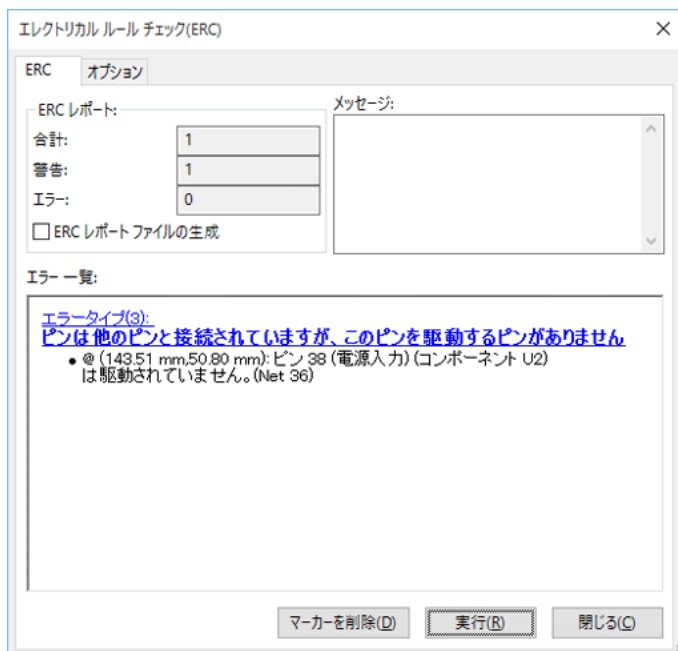 エレクトリカル ルール チェック(ERC)
ERC オプション
ERC レポート:
合計: 1
警告: 1
エラー: 0
ERC レポート ファイルの生成
メッセージ:
エラー 一覧:
エラータイプ(3):
ピンは他のピンと接続されていますが、このピンを駆動するピンがありません
• @ (143.51 mm,50.80 mm): ピン 38 (電源入力) (コンポーネント U2)
は駆動されていません。(Net 36)
マーカーを削除(D) 実行(R) 閉じる(C)